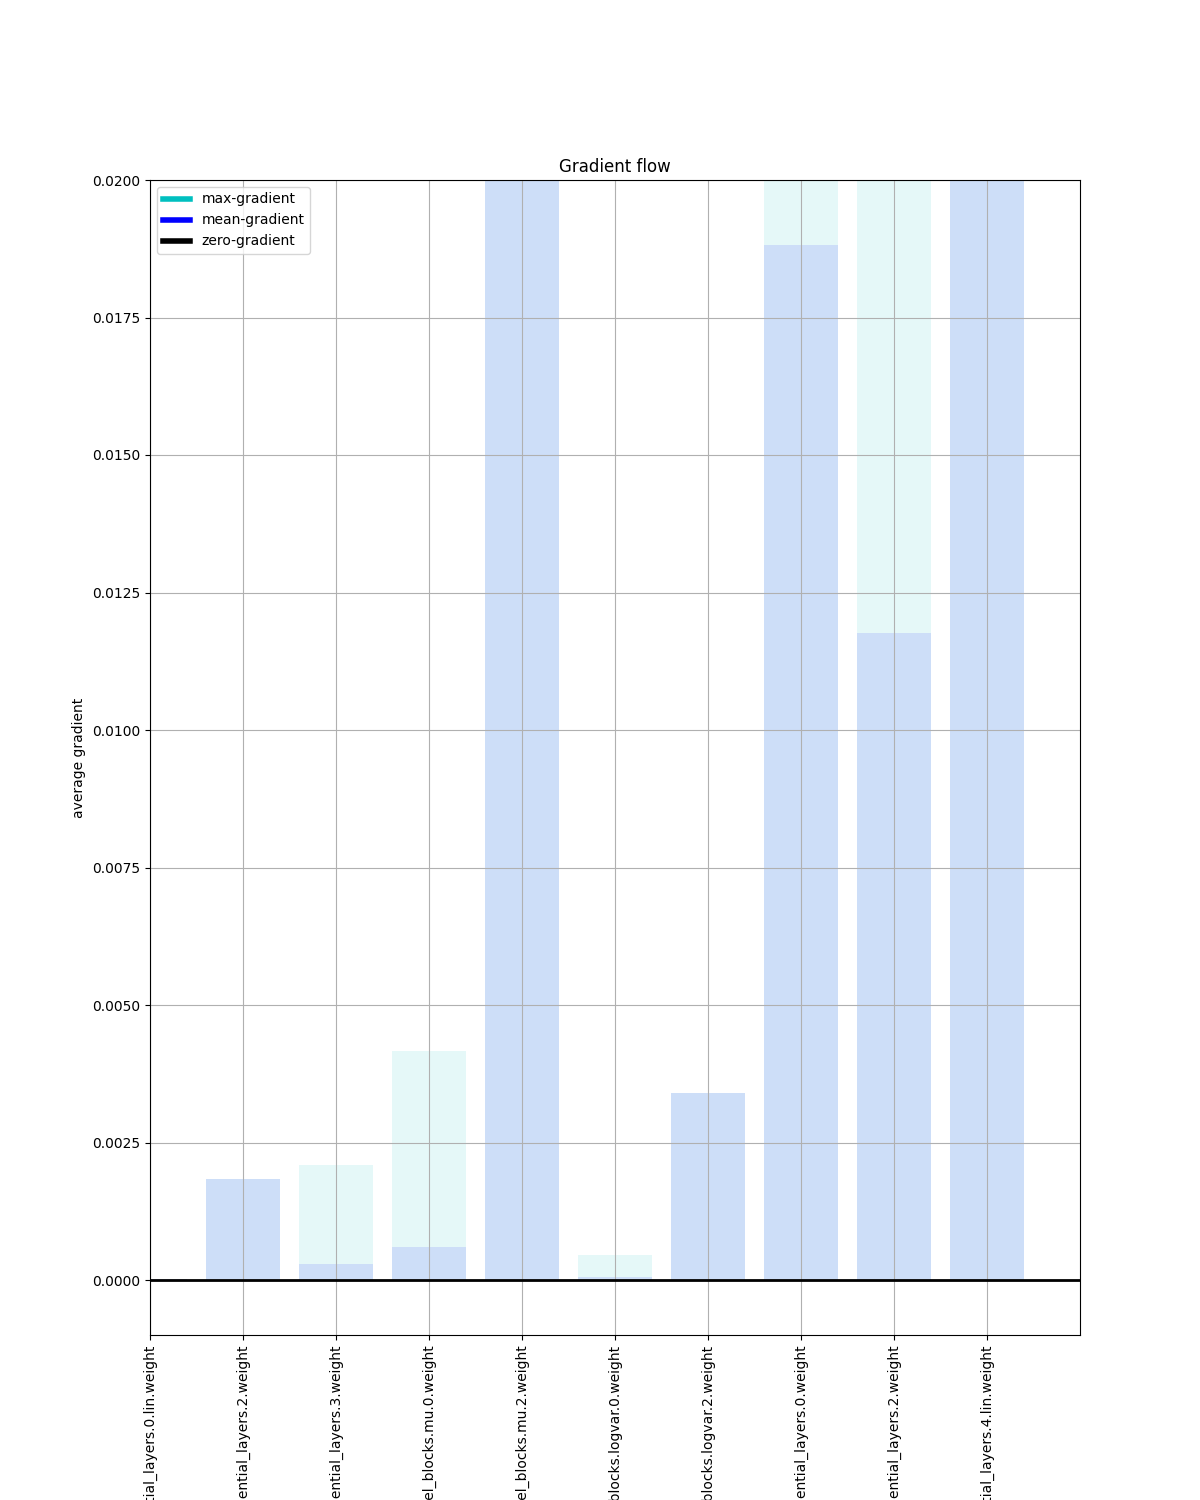 Gradient flow
max-gradient
mean-gradient
zero-gradient
0.0200
0.0175
0.0150
0.0125
0.0100
0.0075
0.0050
0.0025
0.0000
average gradient
tial_layers.0.lin.weight
ential_layers.2.weight
ential_layers.3.weight
el_blocks.mu.0.weight
el_blocks.mu.2.weight
blocks.logvar.0.weight
blocks.logvar.2.weight
ential_layers.0.weight
ential_layers.2.weight
tial_layers.4.lin.weight